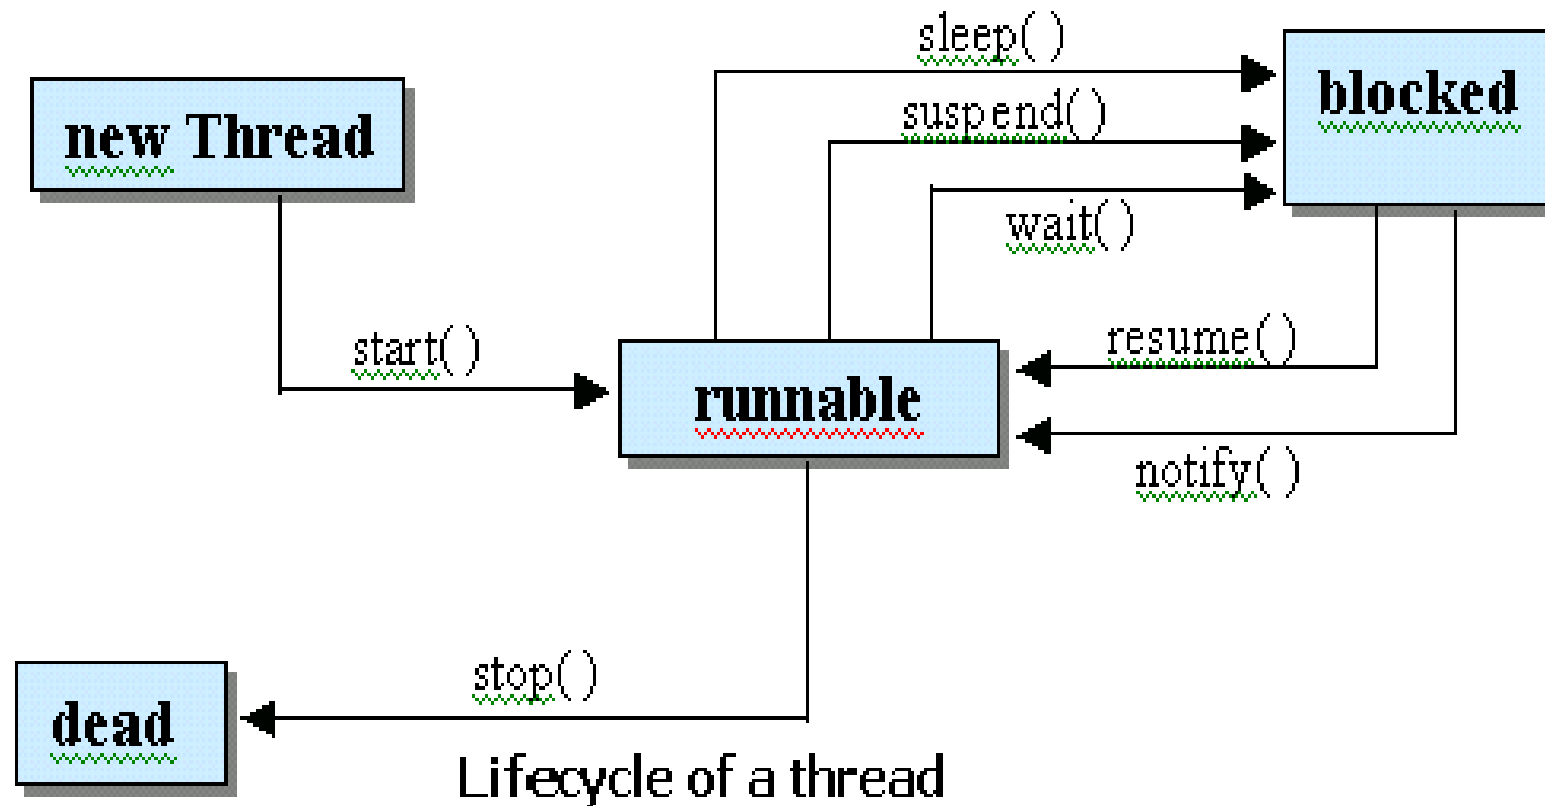 sleep( )
blocked
suspend()
new Thread
wait( )
start( )
resume( )
runnable
notify( )
stop( )
dead
Lifecycle of a thread